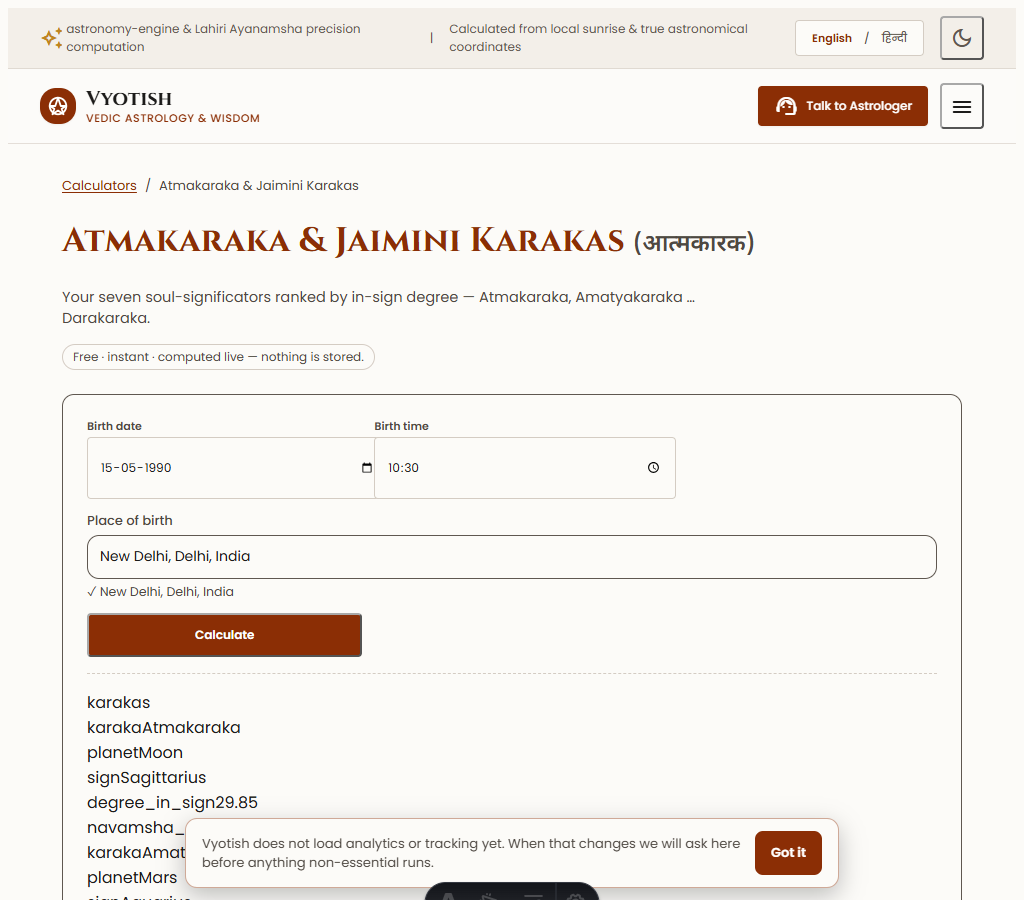 astronomy-engine & Lahiri Ayanamsha precision
computation
|
Calculated from local sunrise & true astronomical
coordinates
English / हिन्दी
VYOTISH
VEDIC ASTROLOGY & WISDOM
Talk to Astrologer
Calculators / Atmakaraka & Jaimini Karakas
ATMAKARAKA & JAIMINI KARAKAS (आत्मकारक)
Your seven soul-significators ranked by in-sign degree — Atmakaraka, Amatyakaraka …
Darakaraka.
Free · instant · computed live — nothing is stored.
Birth date
Birth time
15-05-1990
10:30
Place of birth
New Delhi, Delhi, India
✓ New Delhi, Delhi, India
Calculate
karakas
karakaAtmakaraka
planetMoon
signSagittarius
degree_in_sign29.85
navamsha_
karakaAmat
planetMars
signAquarius
Vyotish does not load analytics or tracking yet. When that changes we will ask here
before anything non-essential runs.
Got it